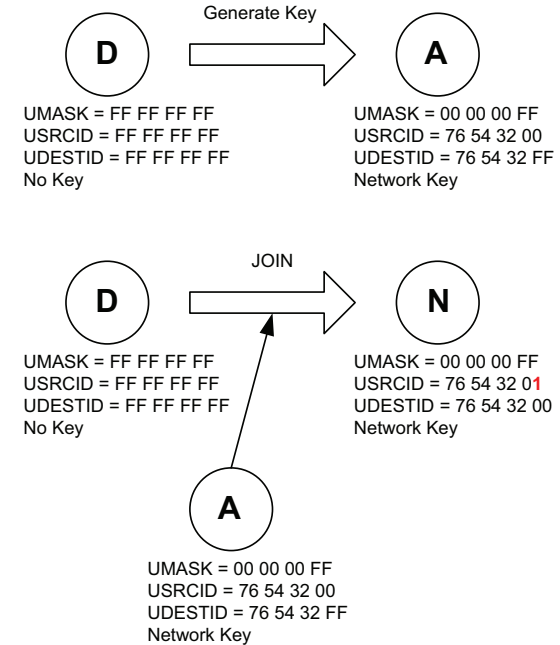 Generate Key
D
A
UMASK = FF FF FF FF
USRCID = FF FF FF FF
UDESTID = FF FF FF FF
No Key
UMASK = 00 00 00 FF
USRCID = 76 54 32 00
UDESTID = 76 54 32 FF
Network Key
JOIN
D
N
UMASK = FF FF FF FF
USRCID = FF FF FF FF
UDESTID = FF FF FF FF
No Key
UMASK = 00 00 00 FF
USRCID = 76 54 32 01
UDESTID = 76 54 32 00
Network Key
A
UMASK = 00 00 00 FF
USRCID = 76 54 32 00
UDESTID = 76 54 32 FF
Network Key